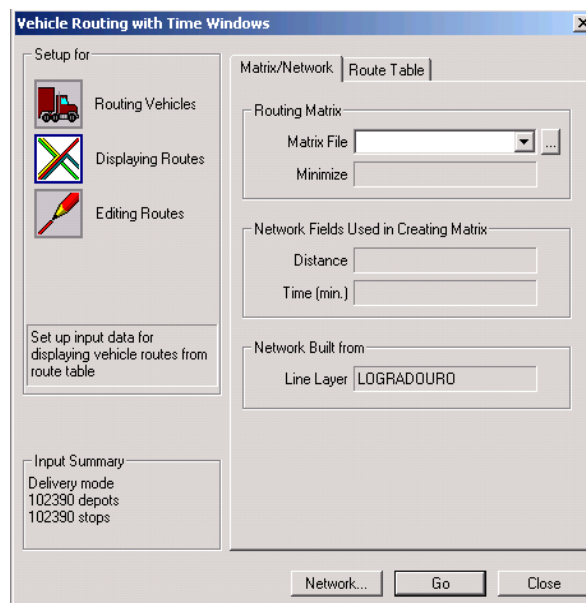 Vehicle Routing with Time Windows
Setup for
Routing Vehicles
Displaying Routes
Editing Routes
Set up input data for
displaying vehicle routes from
route table
Input Summary
Delivery mode
102390 depots
102390 stops
Matrix/Network
Route Table
Routing Matrix
Matrix File
...
Minimize
Network Fields Used in Creating Matrix
Distance
Time (min.)
Network Built from
Line Layer LOGRADOURO
Network... Go Close